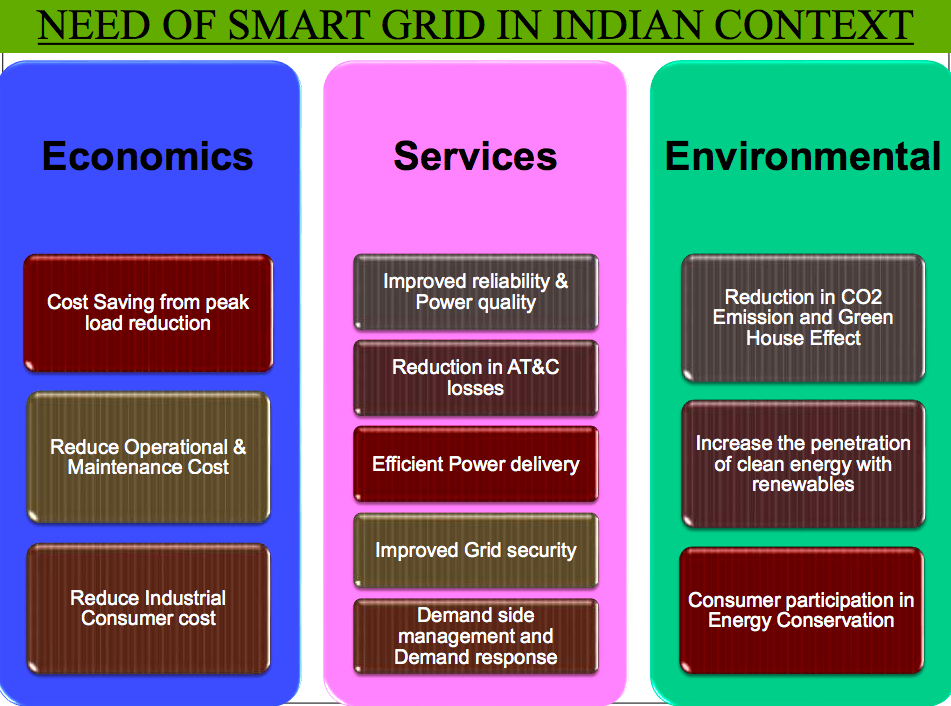 NEED OF SMART GRID IN INDIAN CONTEXT
Economics
Cost Saving from peak
load reduction
Reduce Operational &
Maintenance Cost
Reduce Industrial
Consumer cost
Services
Improved reliability &
Power quality
Reduction in AT&C
losses
Efficient Power delivery
Improved Grid security
Demand side
management and
Demand response
Environmental
Reduction in CO2
Emission and Green
House Effect
Increase the penetration
of clean energy with
renewables
Consumer participation in
Energy Conservation